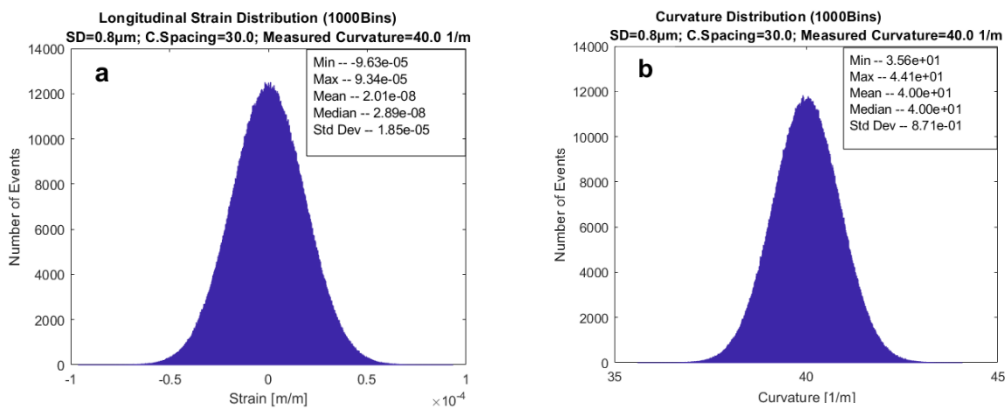 Longitudinal Strain Distribution (1000Bins)
SD=0.8µm; C.Spacing=30.0; Measured Curvature=40.0 1/m
14000
12000
10000
8000
6000
4000
2000
0
Number of Events
a
Min -- -9.63e-05
Max -- 9.34e-05
Mean -- 2.01e-08
Median -- 2.89e-08
Std Dev -- 1.85e-05
-1
-0.5
0
0.5
1
Strain [m/m]
×10⁻⁴
Curvature Distribution (1000Bins)
SD=0.8µm; C.Spacing=30.0; Measured Curvature=40.0 1/m
14000
12000
10000
8000
6000
4000
2000
0
Number of Events
b
Min -- 3.56e+01
Max -- 4.41e+01
Mean -- 4.00e+01
Median -- 4.00e+01
Std Dev -- 8.71e-01
35
40
45
Curvature [1/m]